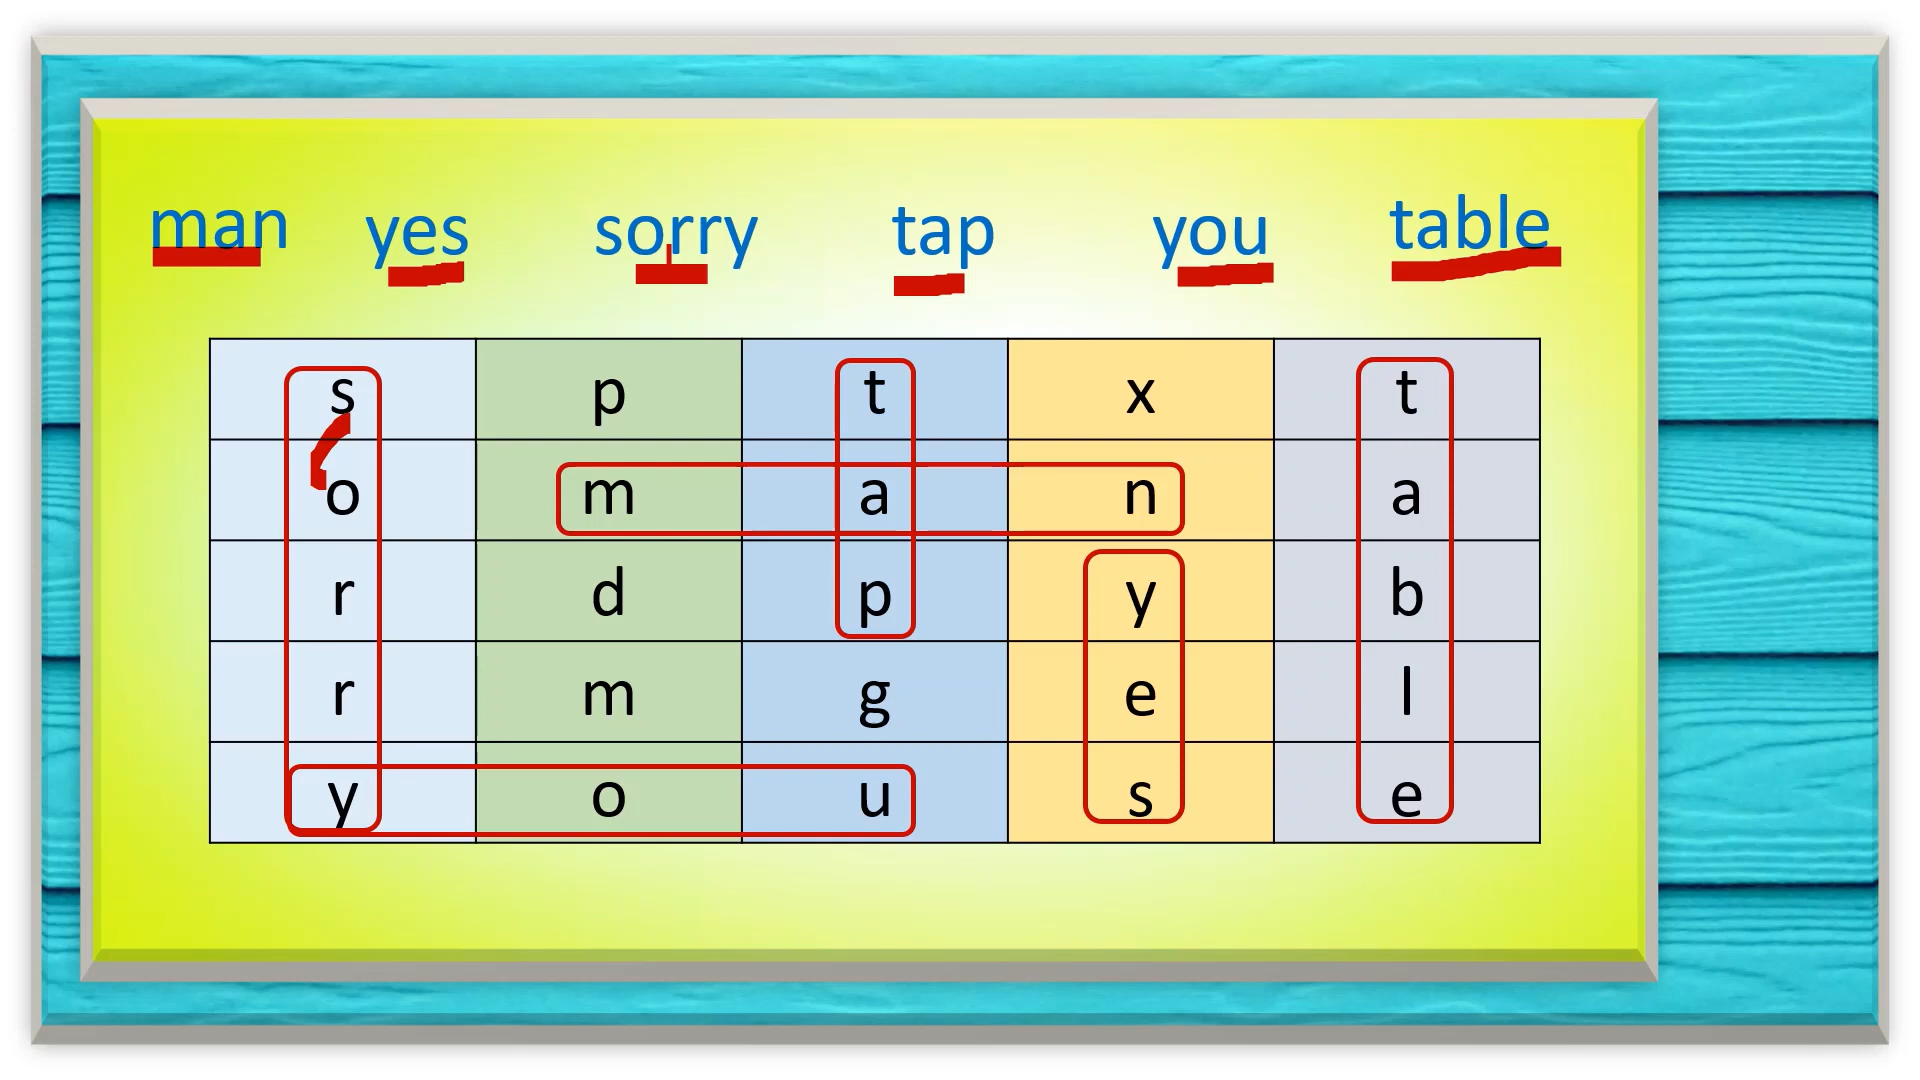 man yes sorry tap you table
s p t x t
o m a n a
r d p y b
r m g e l
y o u s e